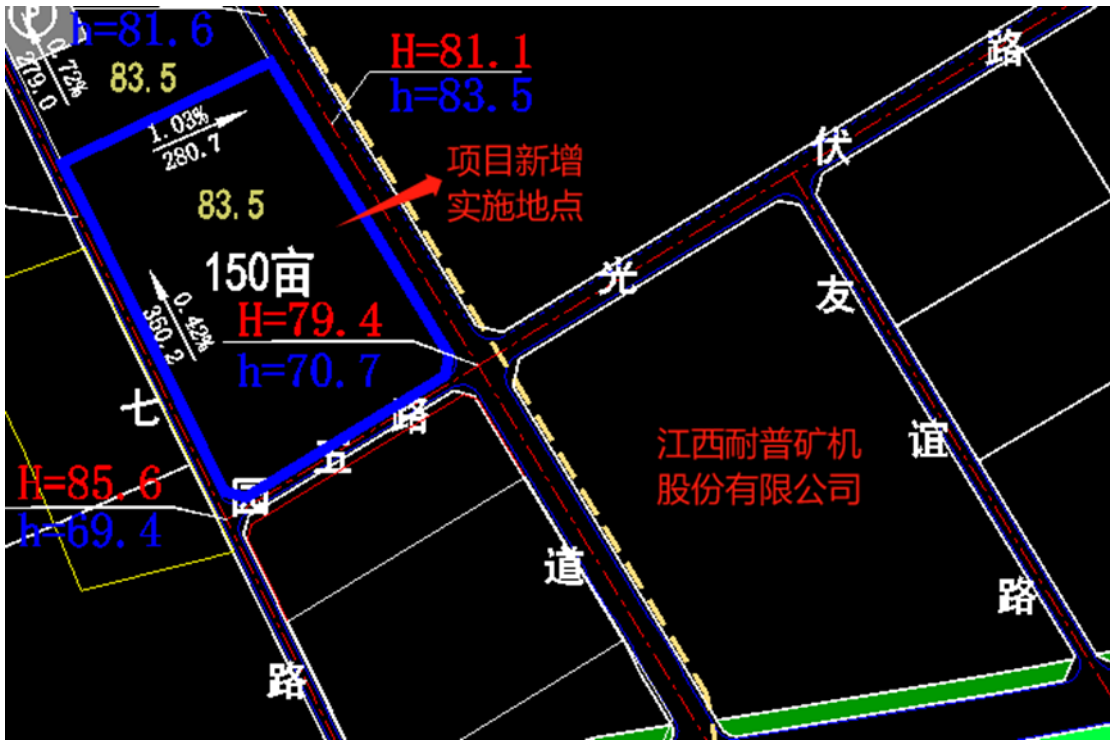 P
h=81.6
0.72%
279.0
83.5
H=81.1
h=83.5
1.03%
280.7
项目新增
实施地点
83.5
150亩
0.42%
350.2
H=79.4
h=70.7
H=85.6
h=69.4
七
路
园五路
道
光伏路
友谊路
江西耐普矿机
股份有限公司